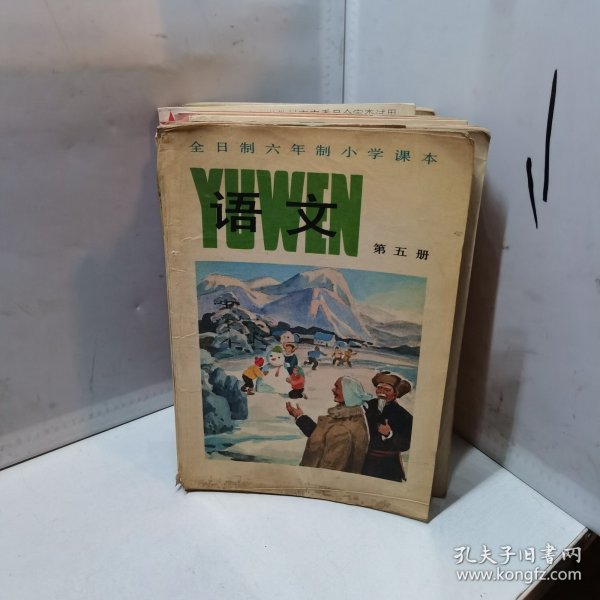 全日制六年制小学课本
YUWEN
语文
第五册
孔夫子旧书网
www.kongfz.com